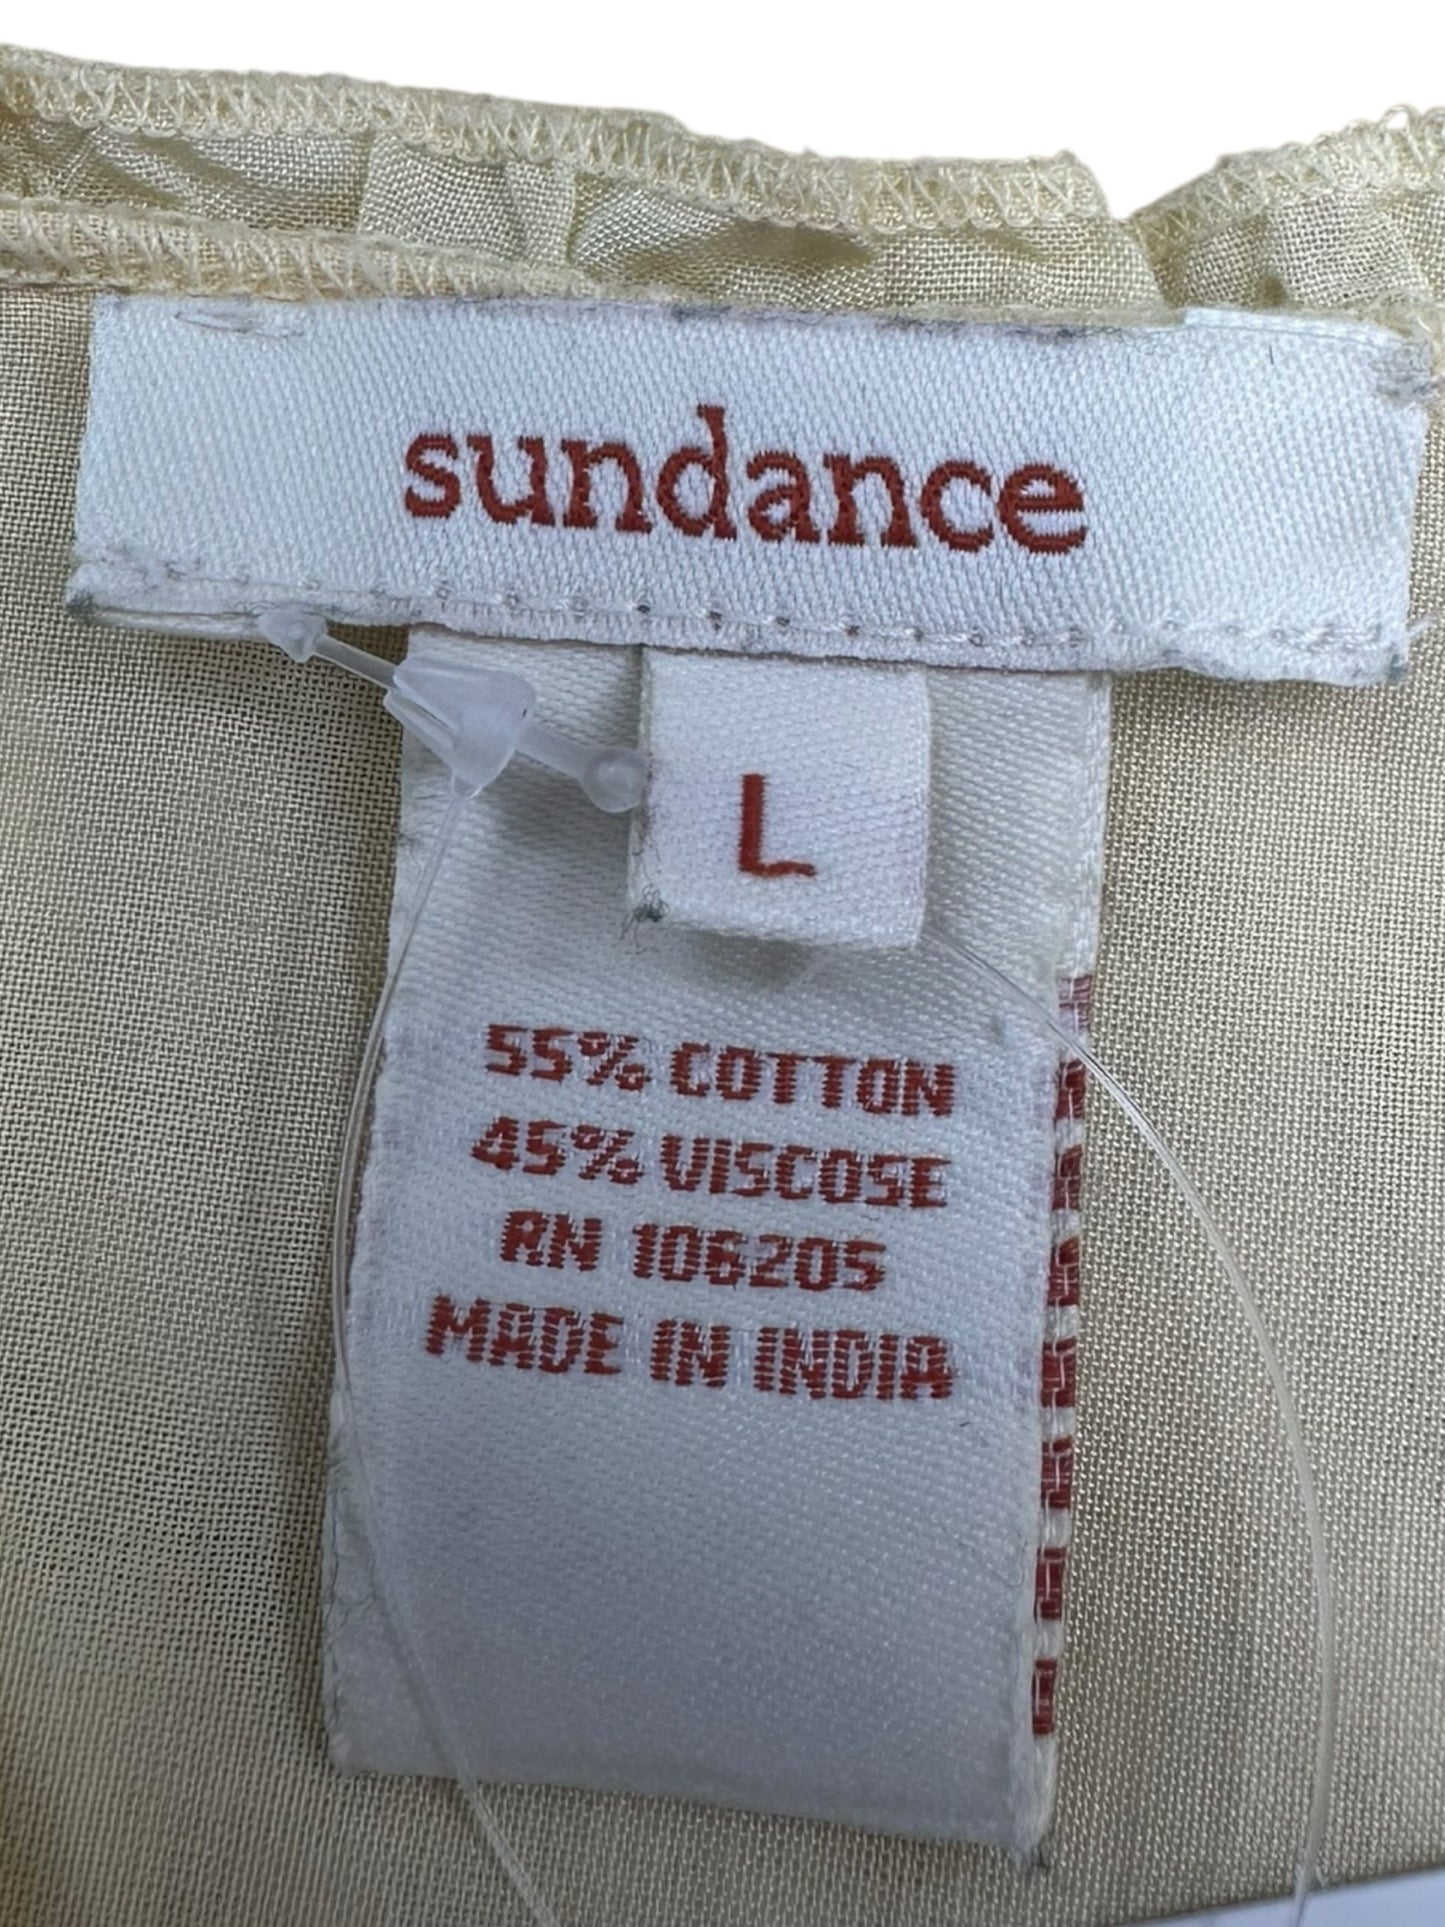 sundance
L
55% COTTON
45% VISCOSE
RN 106205
MADE IN INDIA